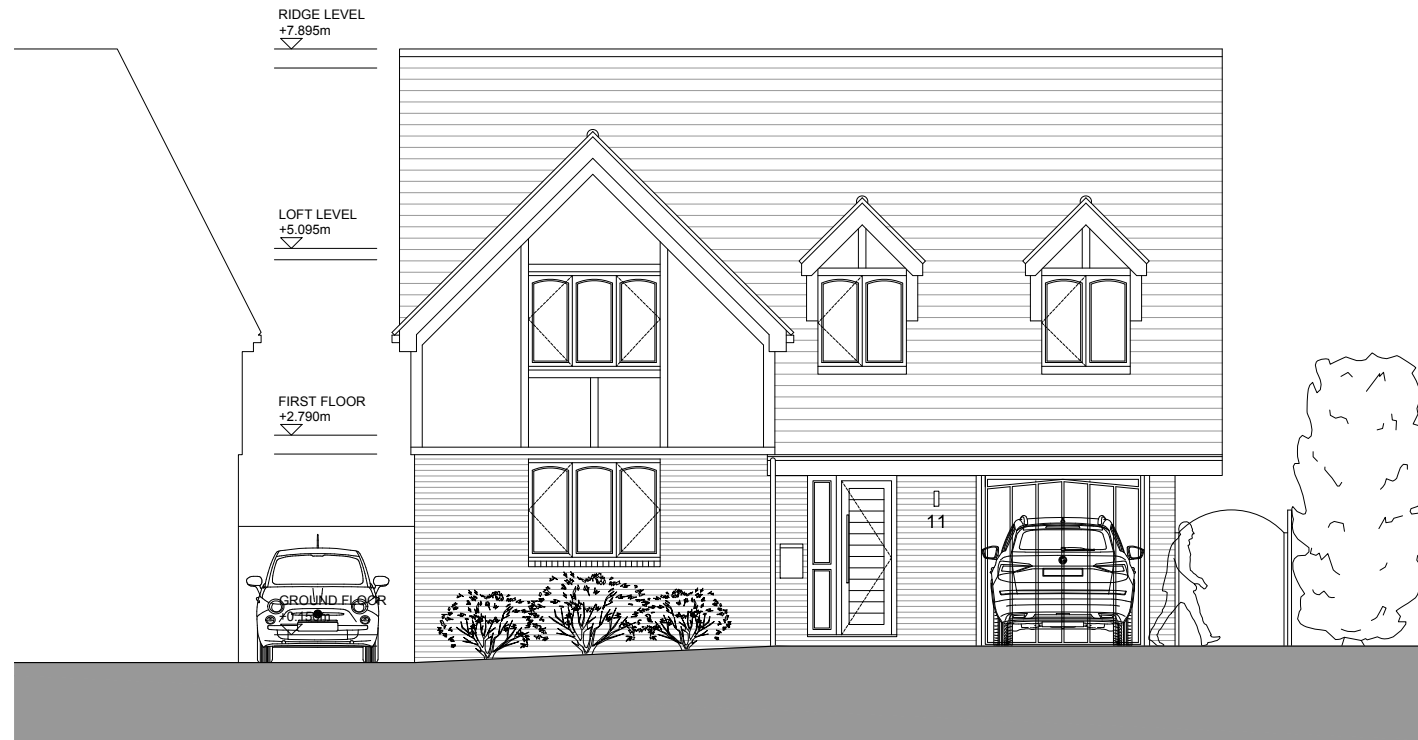 RIDGE LEVEL
+7.895m
LOFT LEVEL
+5.095m
FIRST FLOOR
+2.790m
11
GROUND FLOOR